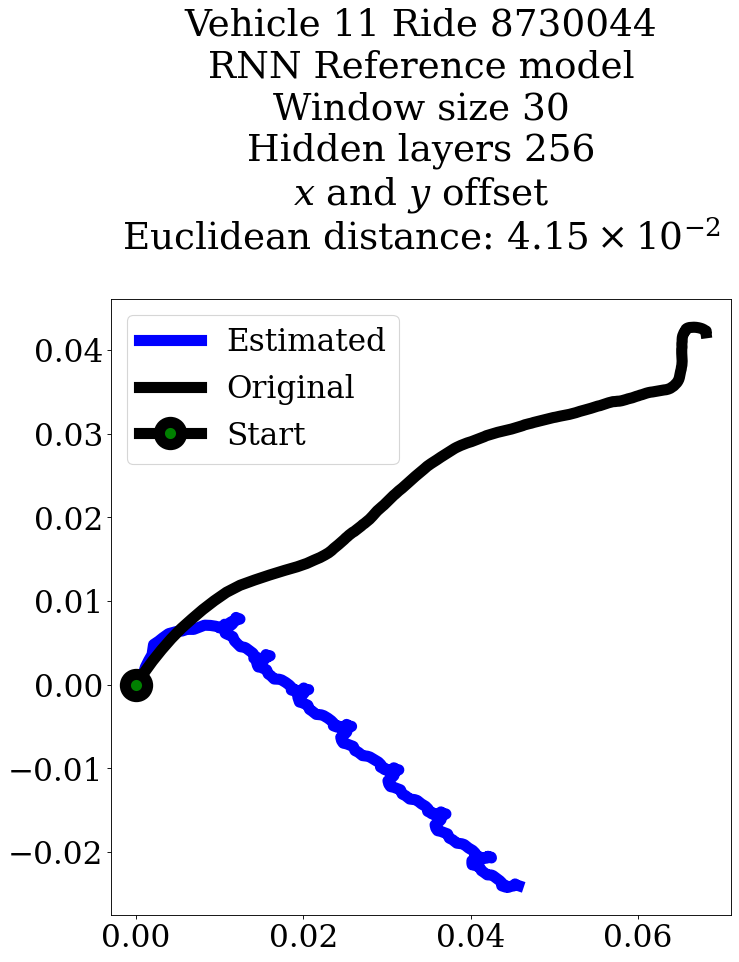 Vehicle 11 Ride 8730044
RNN Reference model
Window size 30
Hidden layers 256
x and y offset
Euclidean distance: 4.15 × 10⁻²
Estimated
Original
Start
0.04
0.03
0.02
0.01
0.00
−0.01
−0.02
0.00 0.02 0.04 0.06